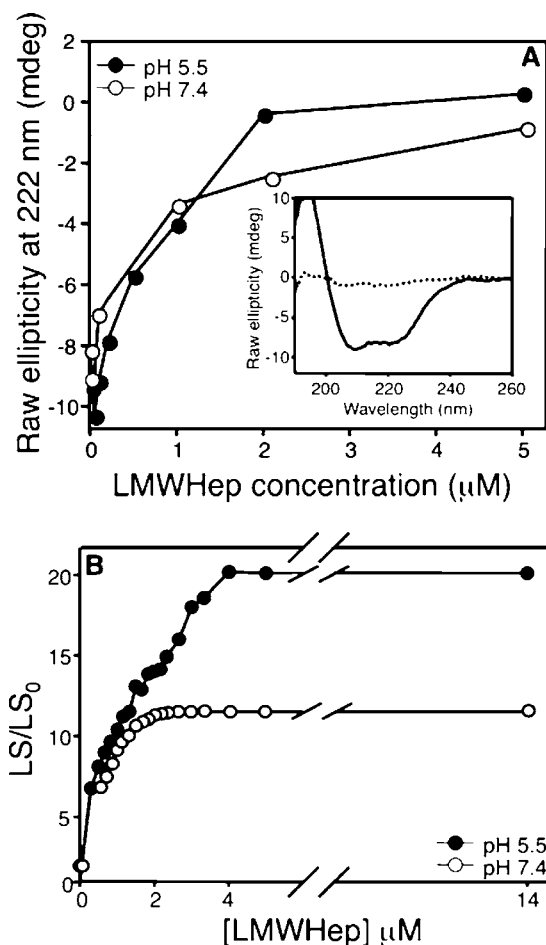 A
pH 5.5
pH 7.4
Raw ellipticity at 222 nm (mdeg)
2
0
-2
-4
-6
-8
-10
0
1
2
3
4
5
LMWHep concentration (μM)
Raw ellipticity (mdeg)
10
5
0
-5
-10
200
220
240
260
Wavelength (nm)
B
LS/LS₀
20
15
10
5
0
0
2
4
14
pH 5.5
pH 7.4
[LMWHep] μM